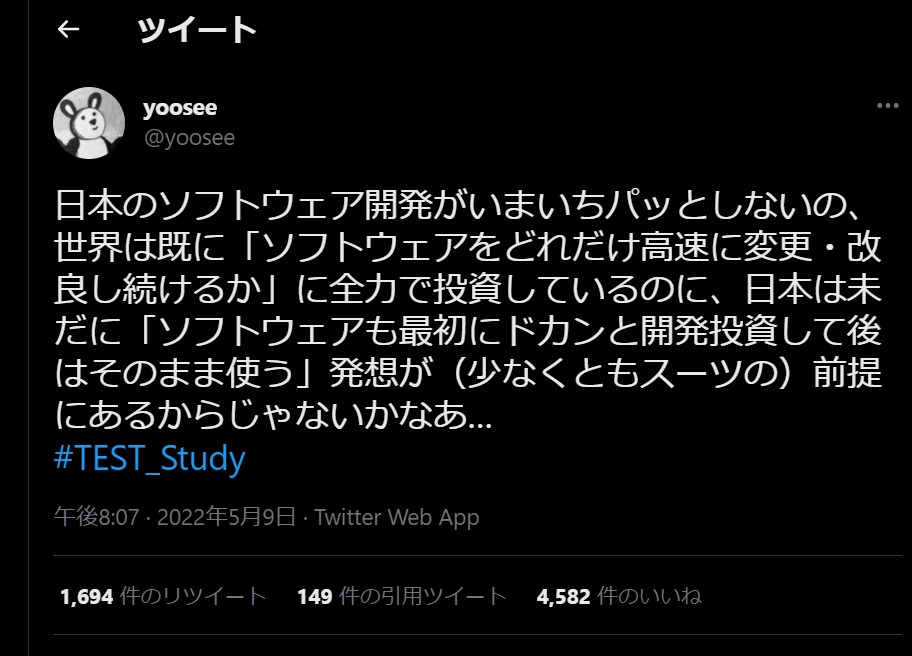 ← ツイート
yoosee
@yoosee
日本のソフトウェア開発がいまいちパッとしないの、
世界は既に「ソフトウェアをどれだけ高速に変更・改
良し続けるか」に全力で投資しているのに、日本は未
だに「ソフトウェアも最初にドカンと開発投資して後
はそのまま使う」発想が（少なくともスーツの）前提
にあるからじゃないかなあ...
#TEST_Study
午後8:07 · 2022年5月9日 · Twitter Web App
1,694 件のリツイート 149 件の引用ツイート 4,582 件のいいね